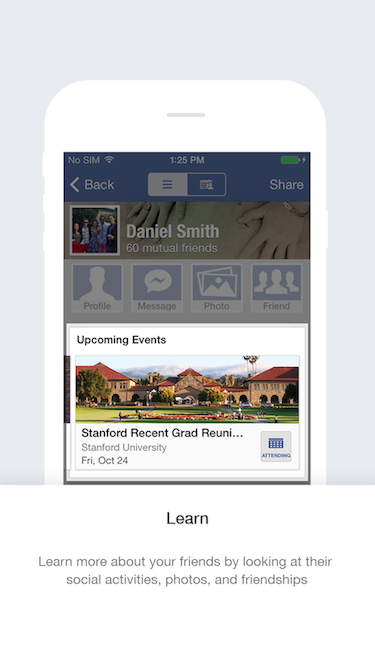 No SIM 1:25 PM
Back Share
Daniel Smith
60 mutual friends
Profile Message Photo Friend
Upcoming Events
Stanford Recent Grad Reuni...
Stanford University
Fri, Oct 24
ATTENDING
Learn
Learn more about your friends by looking at their
social activities, photos, and friendships